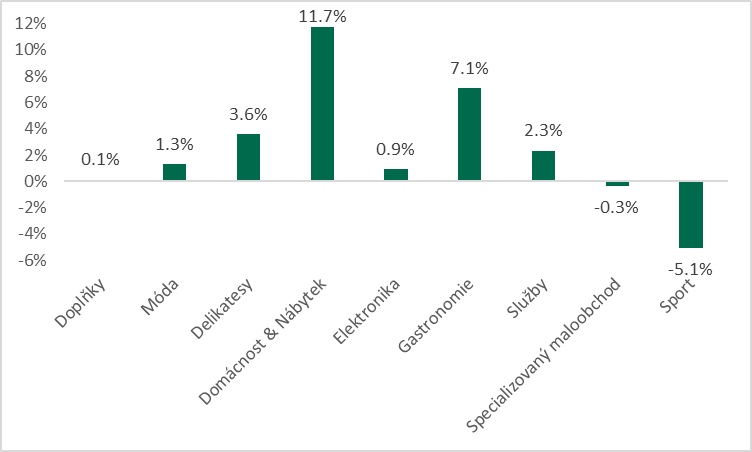 12%
10%
8%
6%
4%
2%
0%
-2%
-4%
-6%
0.1%
1.3%
3.6%
11.7%
0.9%
7.1%
2.3%
-0.3%
-5.1%
Doplňky
Móda
Delikatesy
Domácnost & Nábytek
Elektronika
Gastronomie
Služby
Specializovaný maloobchod
Sport